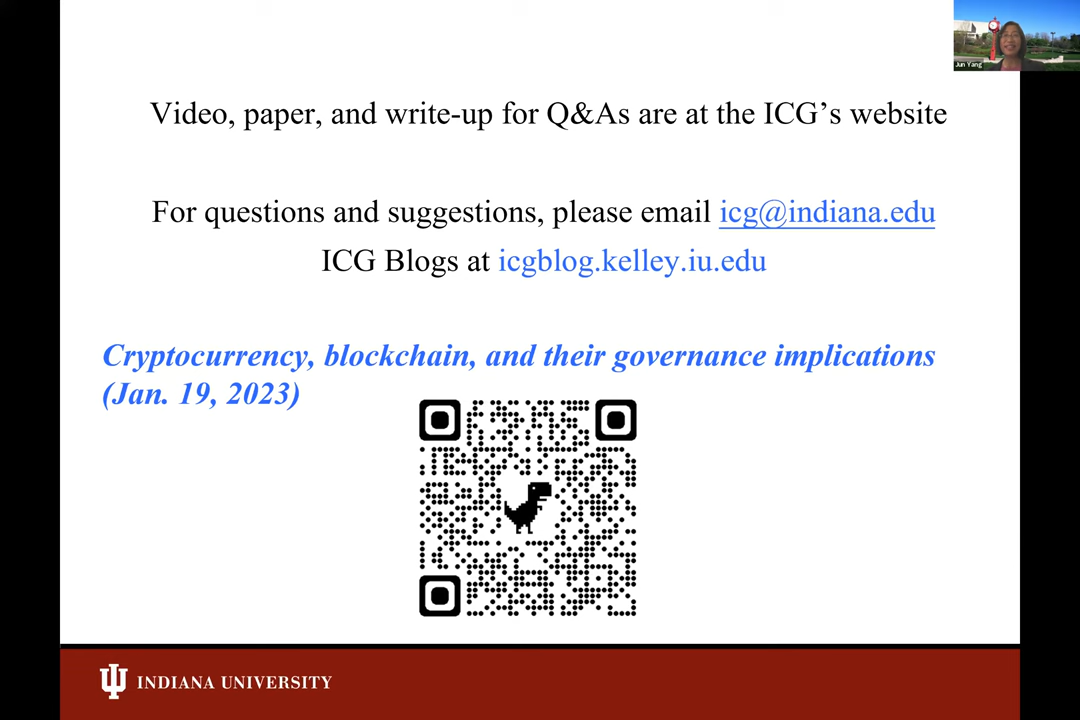 Jun Yang
Video, paper, and write-up for Q&As are at the ICG’s website
For questions and suggestions, please email icg@indiana.edu
ICG Blogs at icgblog.kelley.iu.edu
Cryptocurrency, blockchain, and their governance implications
(Jan. 19, 2023)
INDIANA UNIVERSITY